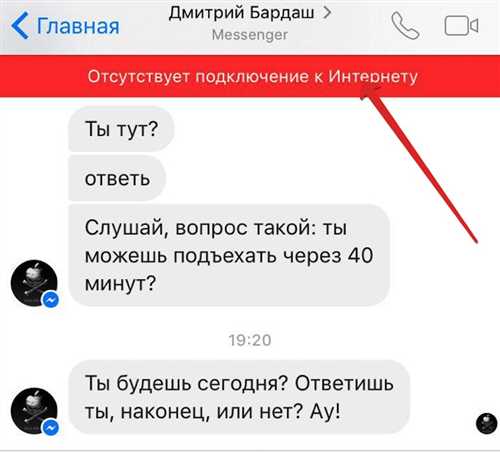 Главная
Дмитрий Бардаш
Messenger
Отсутствует подключение к Интернету
Ты тут?
ответь
Слушай, вопрос такой: ты
можешь подъехать через 40
минут?
19:20
Ты будешь сегодня? Ответишь
ты, наконец, или нет? Ау!